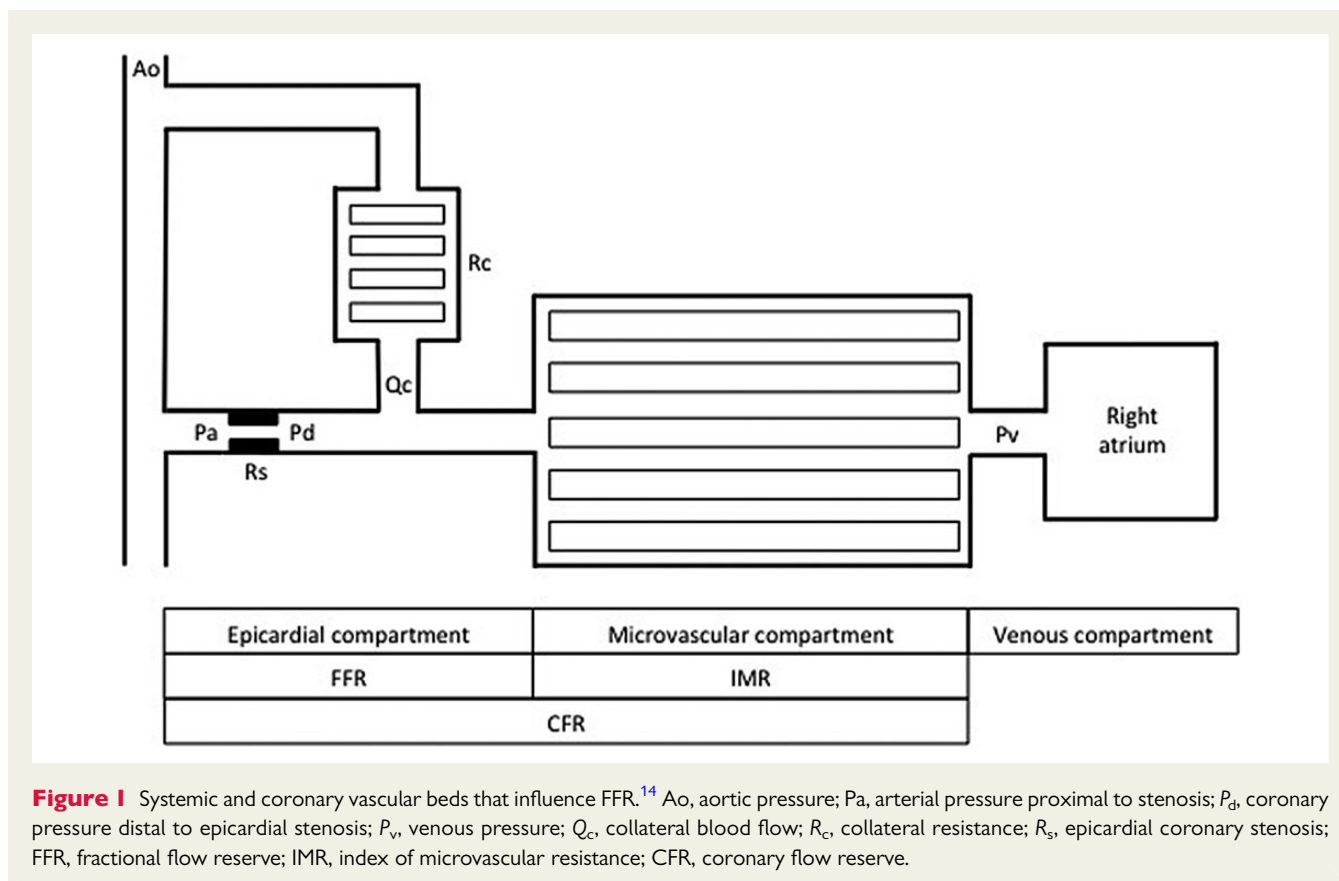 Ao
Rc
Qc
Pa
Pd
Rs
Pv
Right
atrium
Epicardial compartment
Microvascular compartment
Venous compartment
FFR
IMR
CFR
Figure 1 Systemic and coronary vascular beds that influence FFR.14 Ao, aortic pressure; Pa, arterial pressure proximal to stenosis; Pd, coronary
pressure distal to epicardial stenosis; Pv, venous pressure; Qc, collateral blood flow; Rc, collateral resistance; Rs, epicardial coronary stenosis;
FFR, fractional flow reserve; IMR, index of microvascular resistance; CFR, coronary flow reserve.